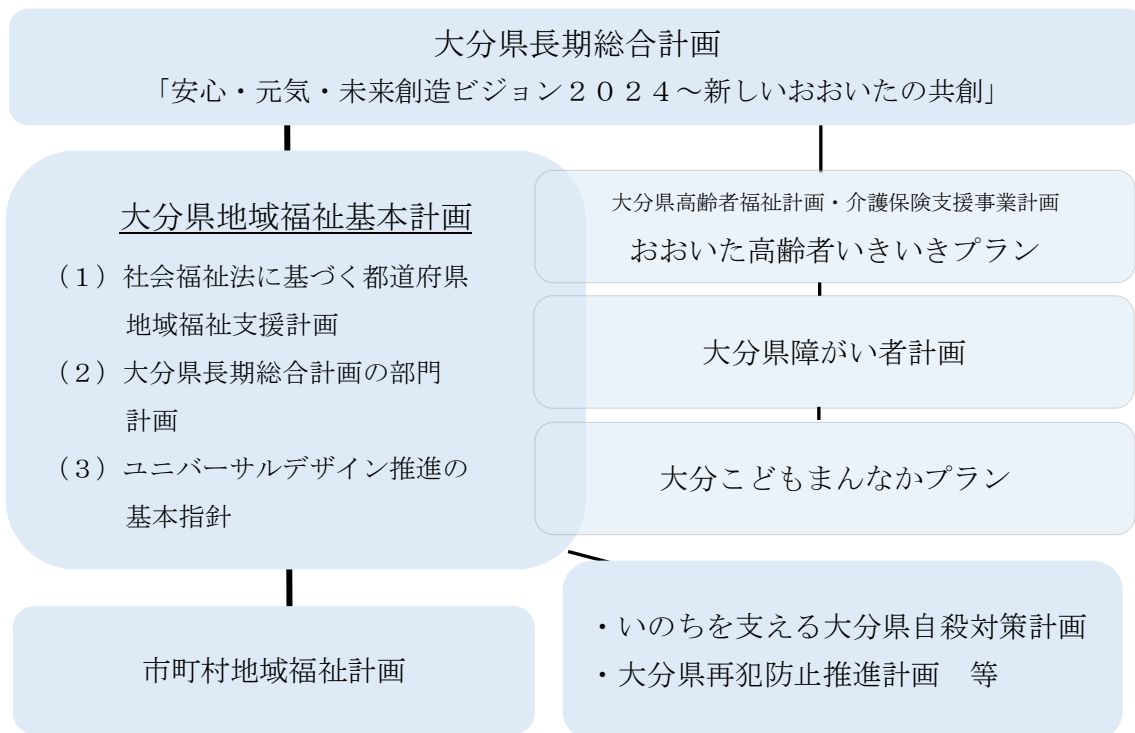 大分県長期総合計画
「安心・元気・未来創造ビジョン２０２４～新しいおおいたの共創」
大分県地域福祉基本計画
（１）社会福祉法に基づく都道府県
地域福祉支援計画
（２）大分県長期総合計画の部門
計画
（３）ユニバーサルデザイン推進の
基本指針
大分県高齢者福祉計画・介護保険支援事業計画
おおいた高齢者いきいきプラン
大分県障がい者計画
大分こどもまんなかプラン
市町村地域福祉計画
・いのちを支える大分県自殺対策計画
・大分県再犯防止推進計画　等